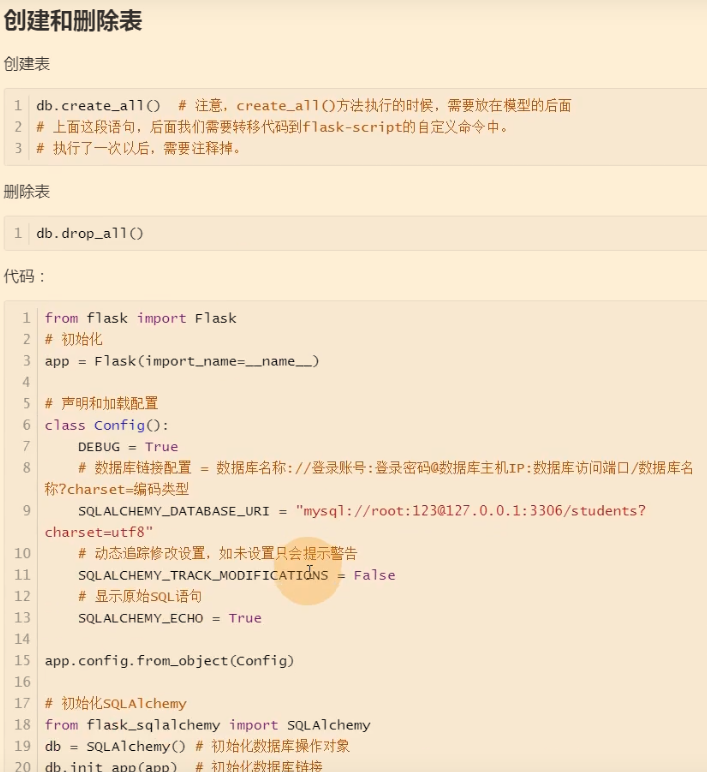 创建和删除表
创建表
1 db.create_all()  # 注意，create_all()方法执行的时候，需要放在模型的后面
2 # 上面这段语句，后面我们需要转移代码到flask-script的自定义命令中。
3 # 执行了一次以后，需要注释掉。
删除表
1 db.drop_all()
代码：
1 from flask import Flask
2 # 初始化
3 app = Flask(import_name=__name__)
4
5 # 声明和加载配置
6 class Config():
7     DEBUG = True
8     # 数据库链接配置 = 数据库名称://登录账号:登录密码@数据库主机IP:数据库访问端口/数据库名
称?charset=编码类型
9     SQLALCHEMY_DATABASE_URI = "mysql://root:123@127.0.0.1:3306/students?
charset=utf8"
10     # 动态追踪修改设置，如未设置只会提示警告
11     SQLALCHEMY_TRACK_MODIFICATIONS = False
12     # 显示原始SQL语句
13     SQLALCHEMY_ECHO = True
14
15 app.config.from_object(Config)
16
17 # 初始化SQLAlchemy
18 from flask_sqlalchemy import SQLAlchemy
19 db = SQLAlchemy() # 初始化数据库操作对象
20 db.init_app(app)  # 初始化数据库链接